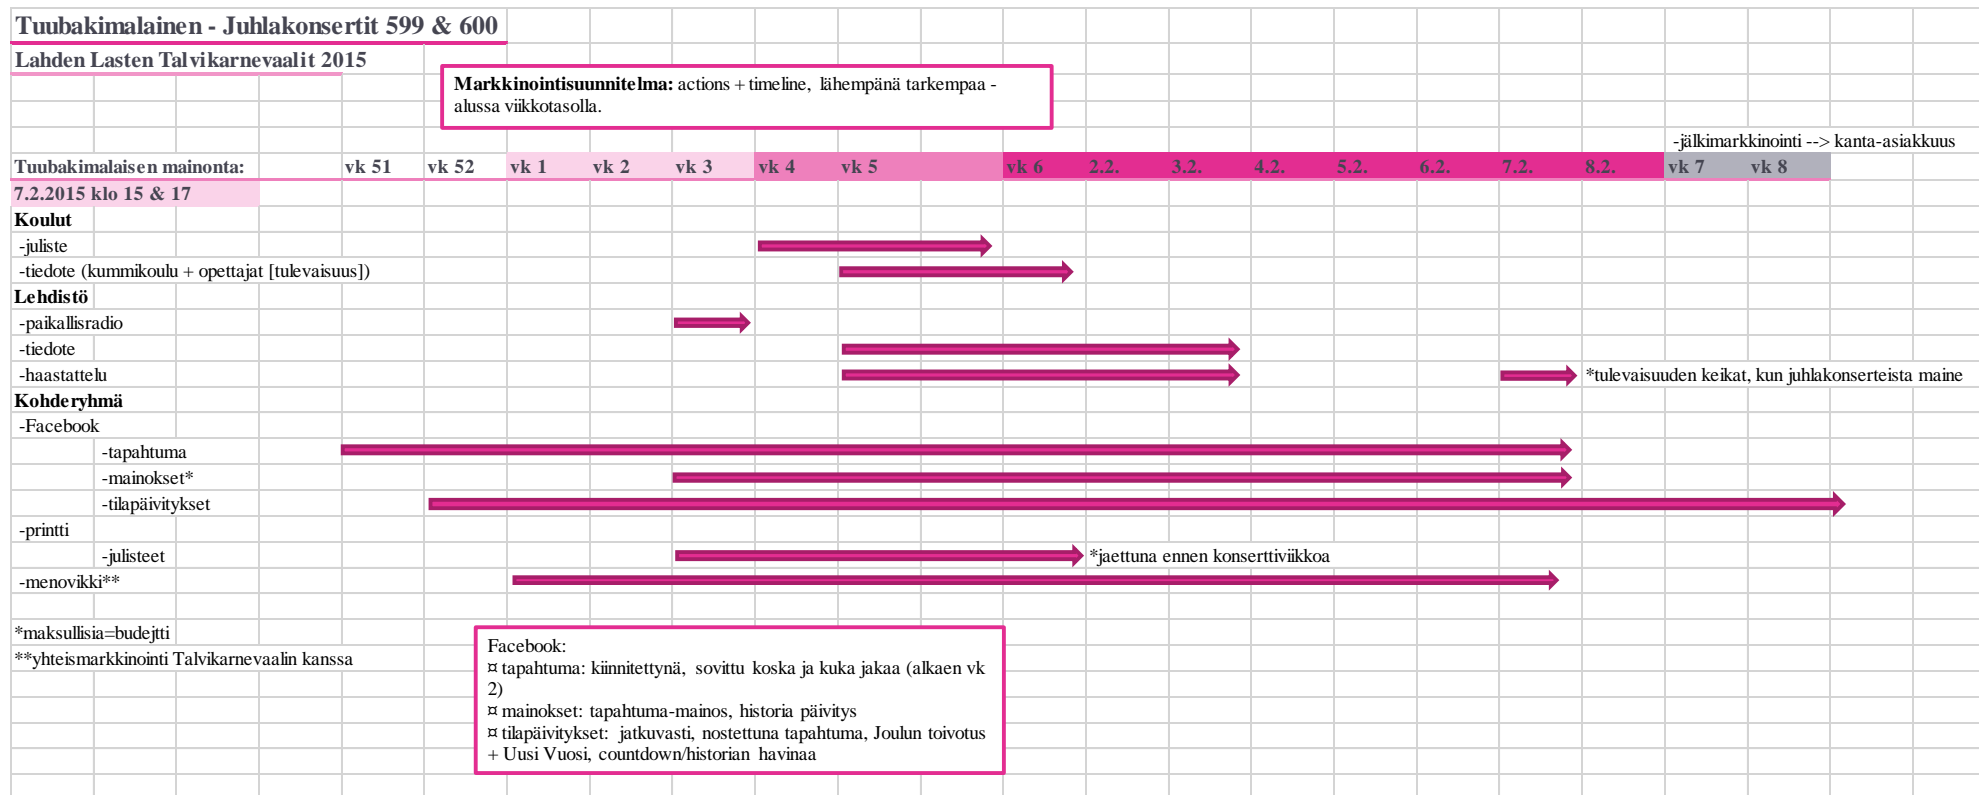 Tuubakimalainen - Juhlakonsertit 599 & 600
Lahden Lasten Talvikarnevaalit 2015
Markkinointisuunnitelma: actions + timeline, lähempänä tarkempaa -
alussa viikkotasolla.
-jälkimarkkinointi --> kanta-asiakkuus
Tuubakimalaisen mainonta: vk 51 vk 52 vk 1 vk 2 vk 3 vk 4 vk 5 vk 6 2.2. 3.2. 4.2. 5.2. 6.2. 7.2. 8.2. vk 7 vk 8
7.2.2015 klo 15 & 17
Koulut
-juliste
-tiedote (kummikoulu + opettajat [tulevaisuus])
Lehdistö
-paikallisradio
-tiedote
-haastattelu *tulevaisuuden keikat, kun juhlakonserteista maine
Kohderyhmä
-Facebook
-tapahtuma
-mainokset*
-tilapäivitykset
-printti
-julisteet *jaettuna ennen konserttiviikkoa
-menovikki**
*maksullisia=budejtti
**yhteismarkkinointi Talvikarnevaalin kanssa
Facebook:
¤ tapahtuma: kiinnitettynä, sovittu koska ja kuka jakaa (alkaen vk
2)
¤ mainokset: tapahtuma-mainos, historia päivitys
¤ tilapäivitykset: jatkuvasti, nostettuna tapahtuma, Joulun toivotus
+ Uusi Vuosi, countdown/historian havinaa